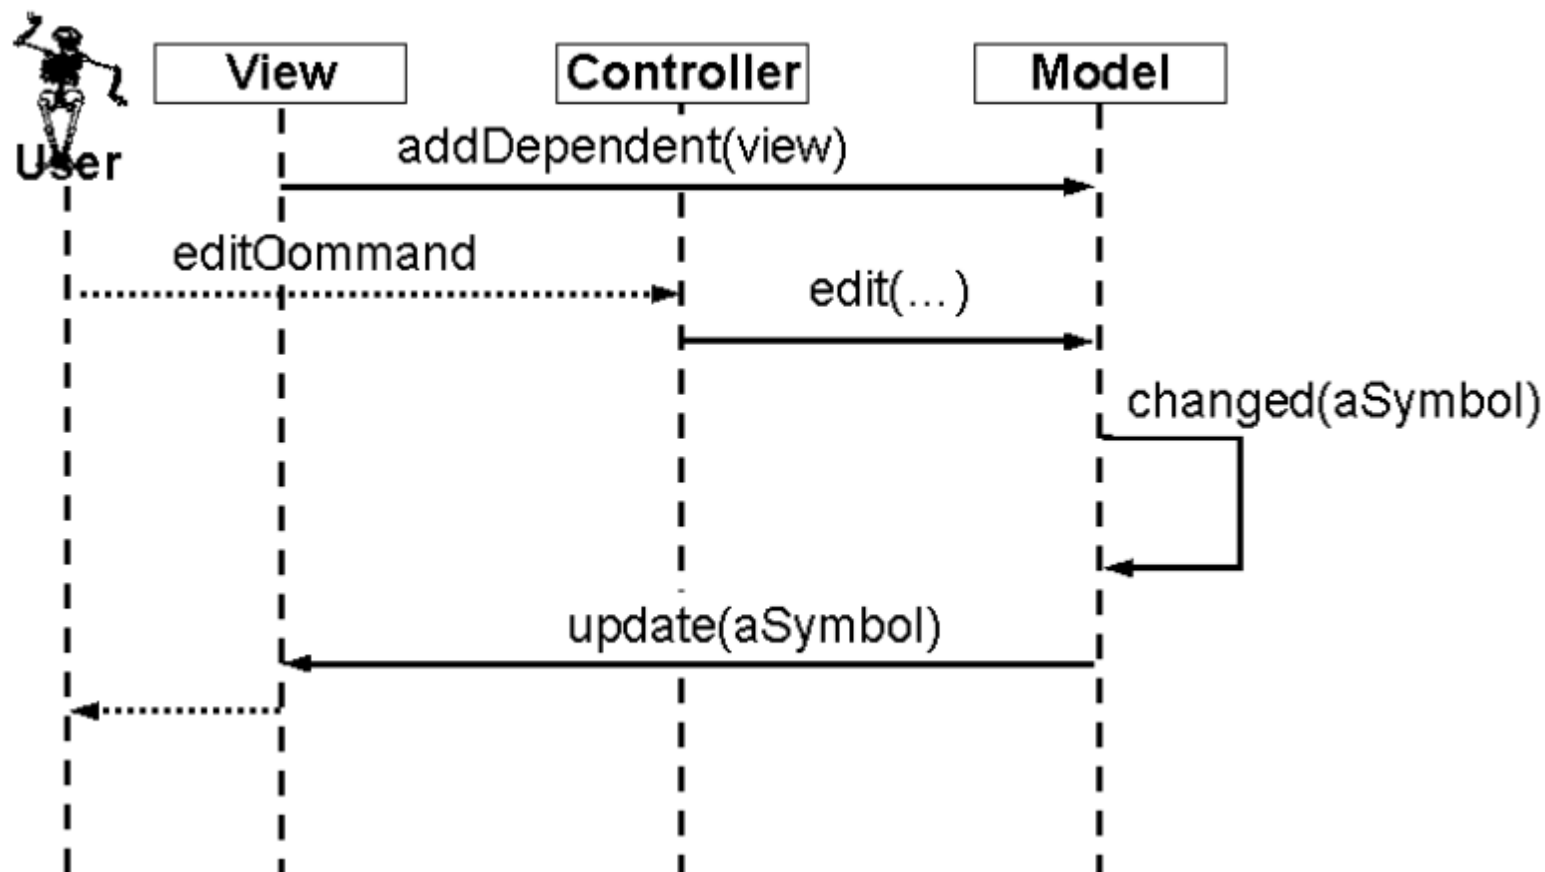 User
View
Controller
Model
addDependent(view)
editCommand
edit(...)
changed(aSymbol)
update(aSymbol)